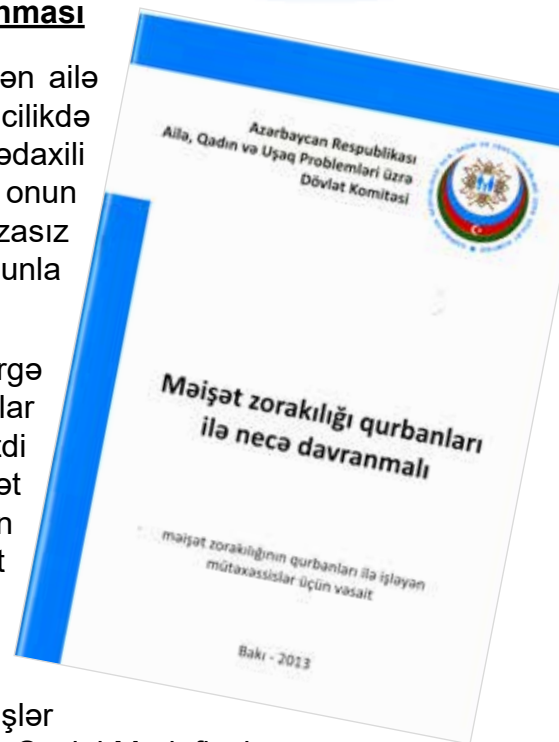 nması
ən ailə
cilikdə
ədaxili
onun
zasız
unla
rgə
lar
di
ət
n
t
şlər
Azərbaycan Respublikası
Ailə, Qadın və Uşaq Problemləri üzrə
Dövlət Komitəsi
Məişət zorakılığı qurbanları
ilə necə davranmalı
məişət zorakılığının qurbanları ilə işləyən
mütəxəssislər üçün vəsait
Bakı - 2013